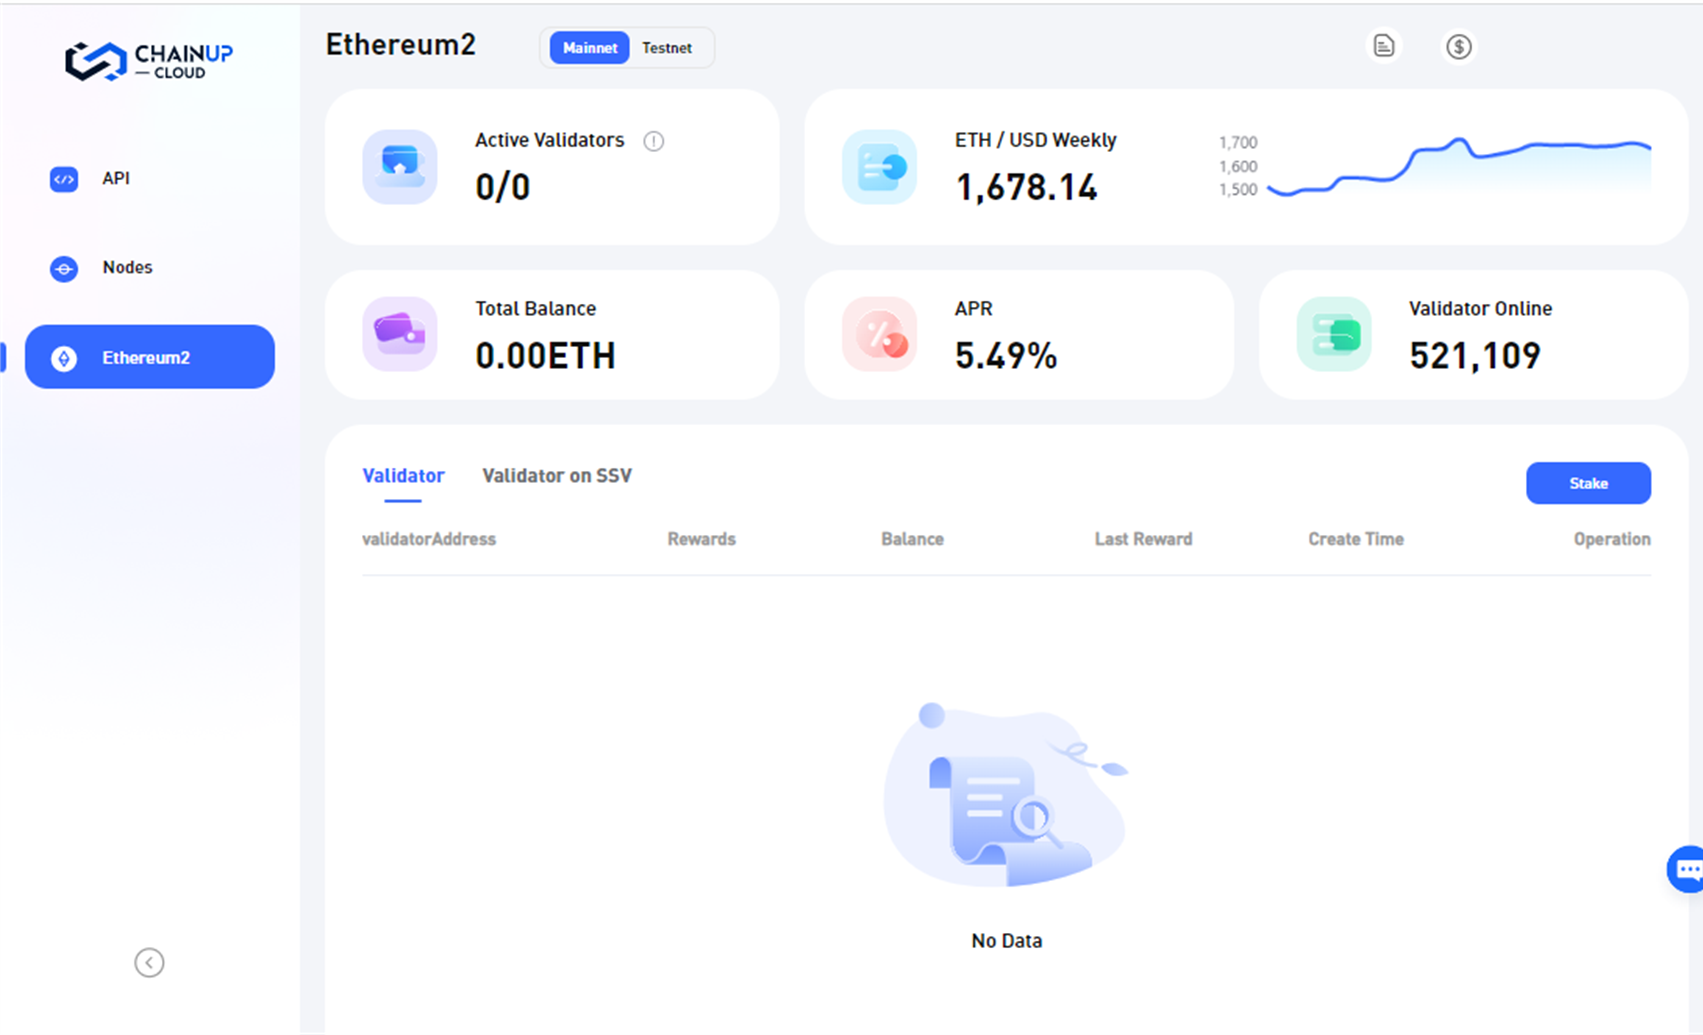 CHAINUP
CLOUD
API
Nodes
Ethereum2
Ethereum2
Mainnet
Testnet
Active Validators
0/0
ETH / USD Weekly
1,678.14
1,700
1,600
1,500
Total Balance
0.00ETH
APR
5.49%
Validator Online
521,109
Validator
Validator on SSV
Stake
validatorAddress
Rewards
Balance
Last Reward
Create Time
Operation
No Data